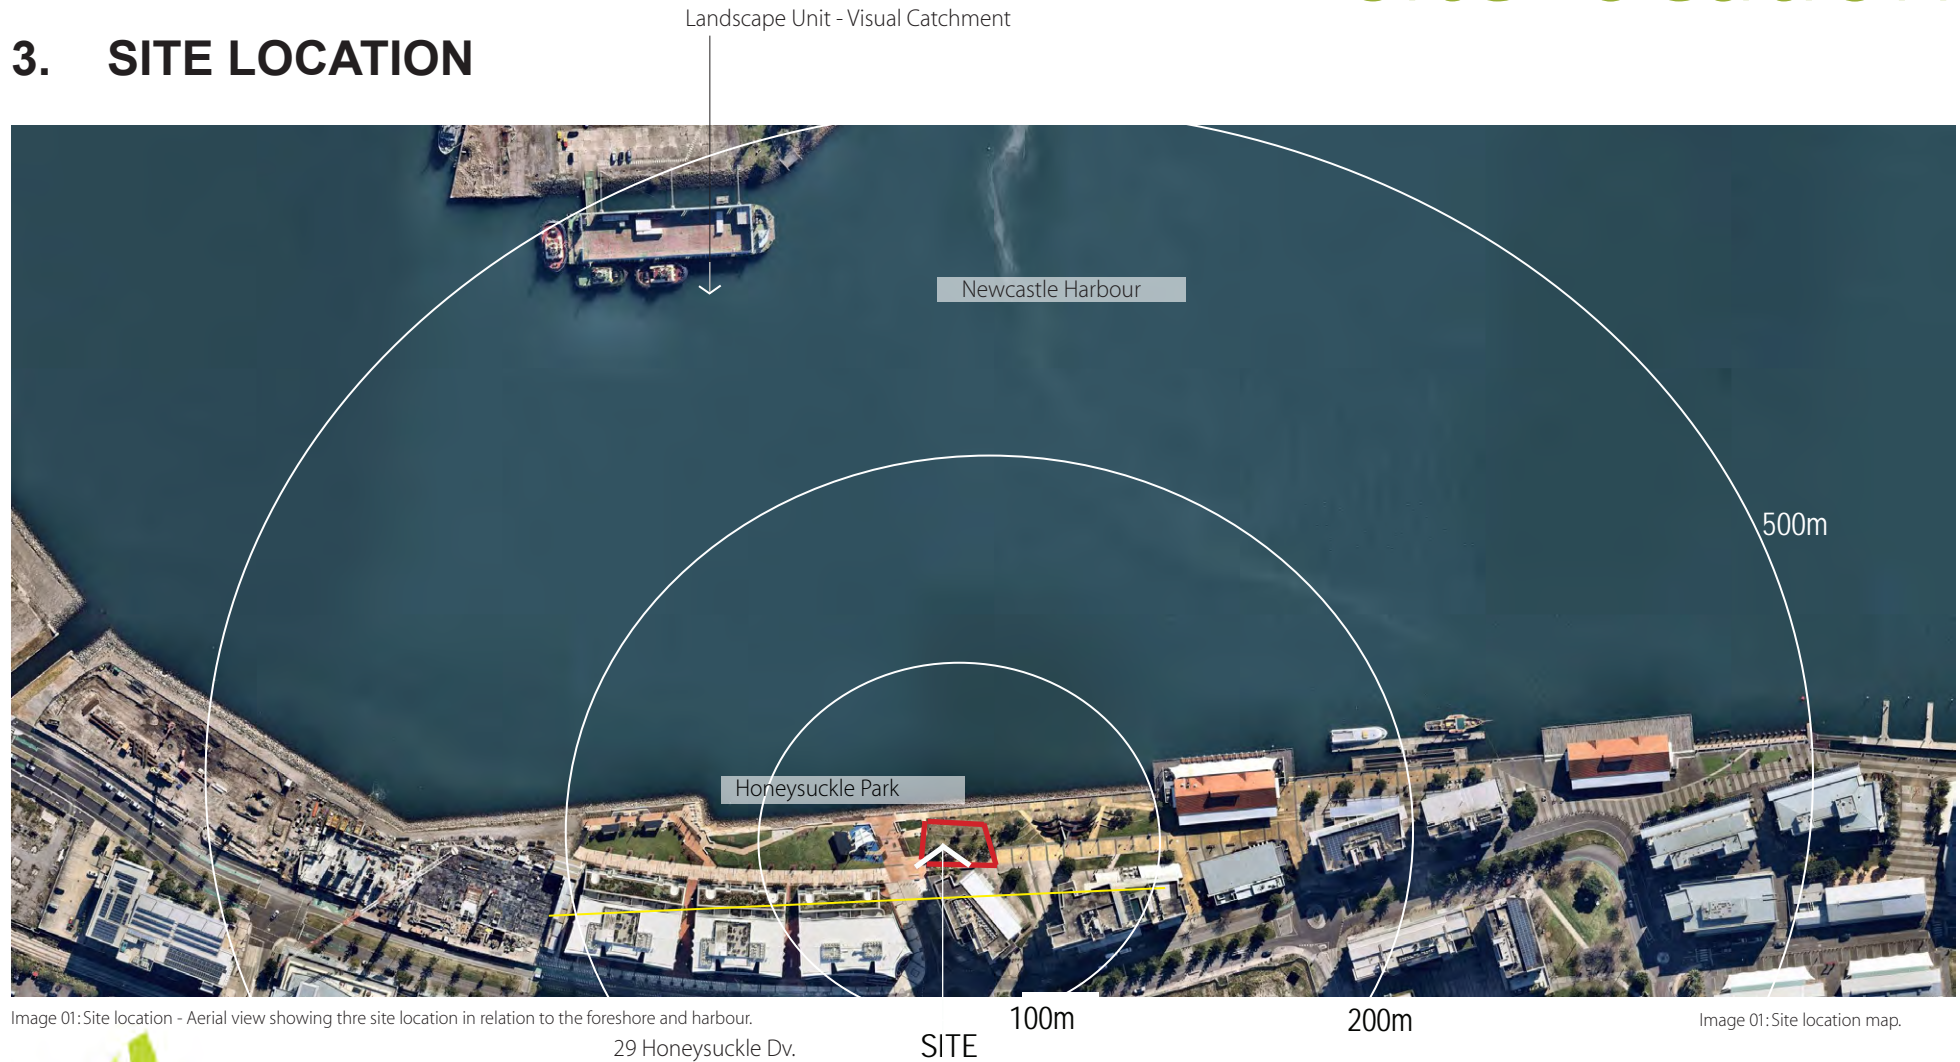 Landscape Unit - Visual Catchment
3. SITE LOCATION
Newcastle Harbour
500m
Honeysuckle Park
Image 01: Site location - Aerial view showing thre site location in relation to the foreshore and harbour.
100m
200m
Image 01: Site location map.
29 Honeysuckle Dv.
SITE